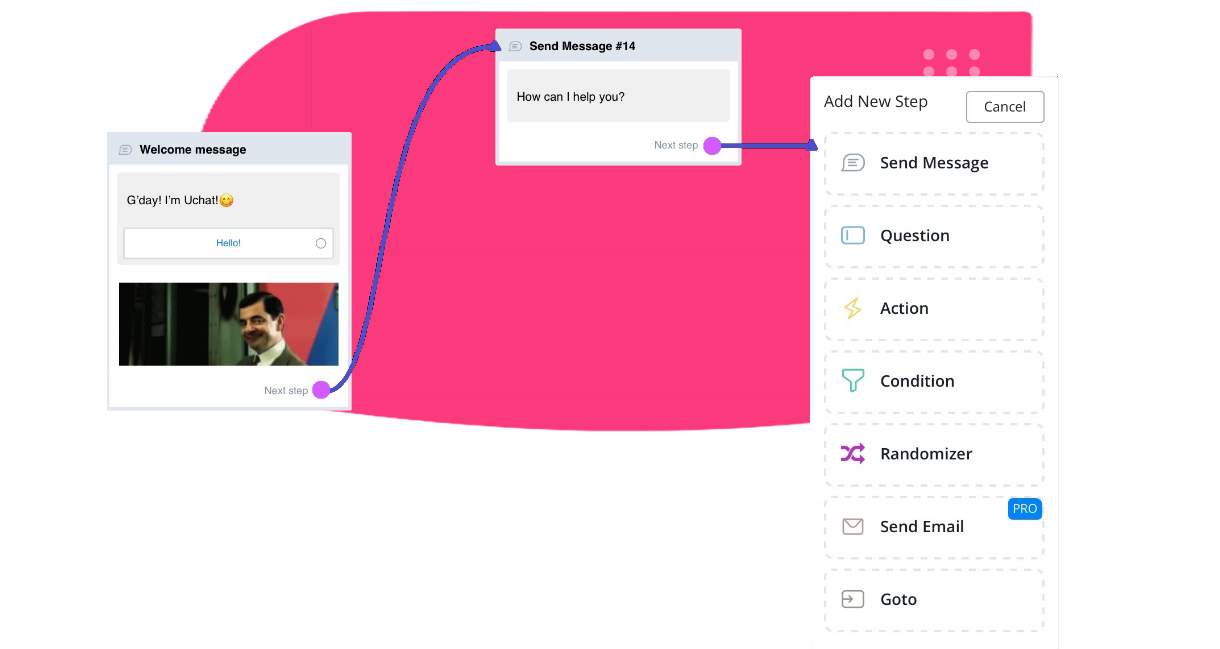 Send Message #14
How can I help you?
Next step
Welcome message
G'day! I'm Uchat!😋
Hello!
Next step
Add New Step
Cancel
Send Message
Question
Action
Condition
Randomizer
PRO
Send Email
Goto